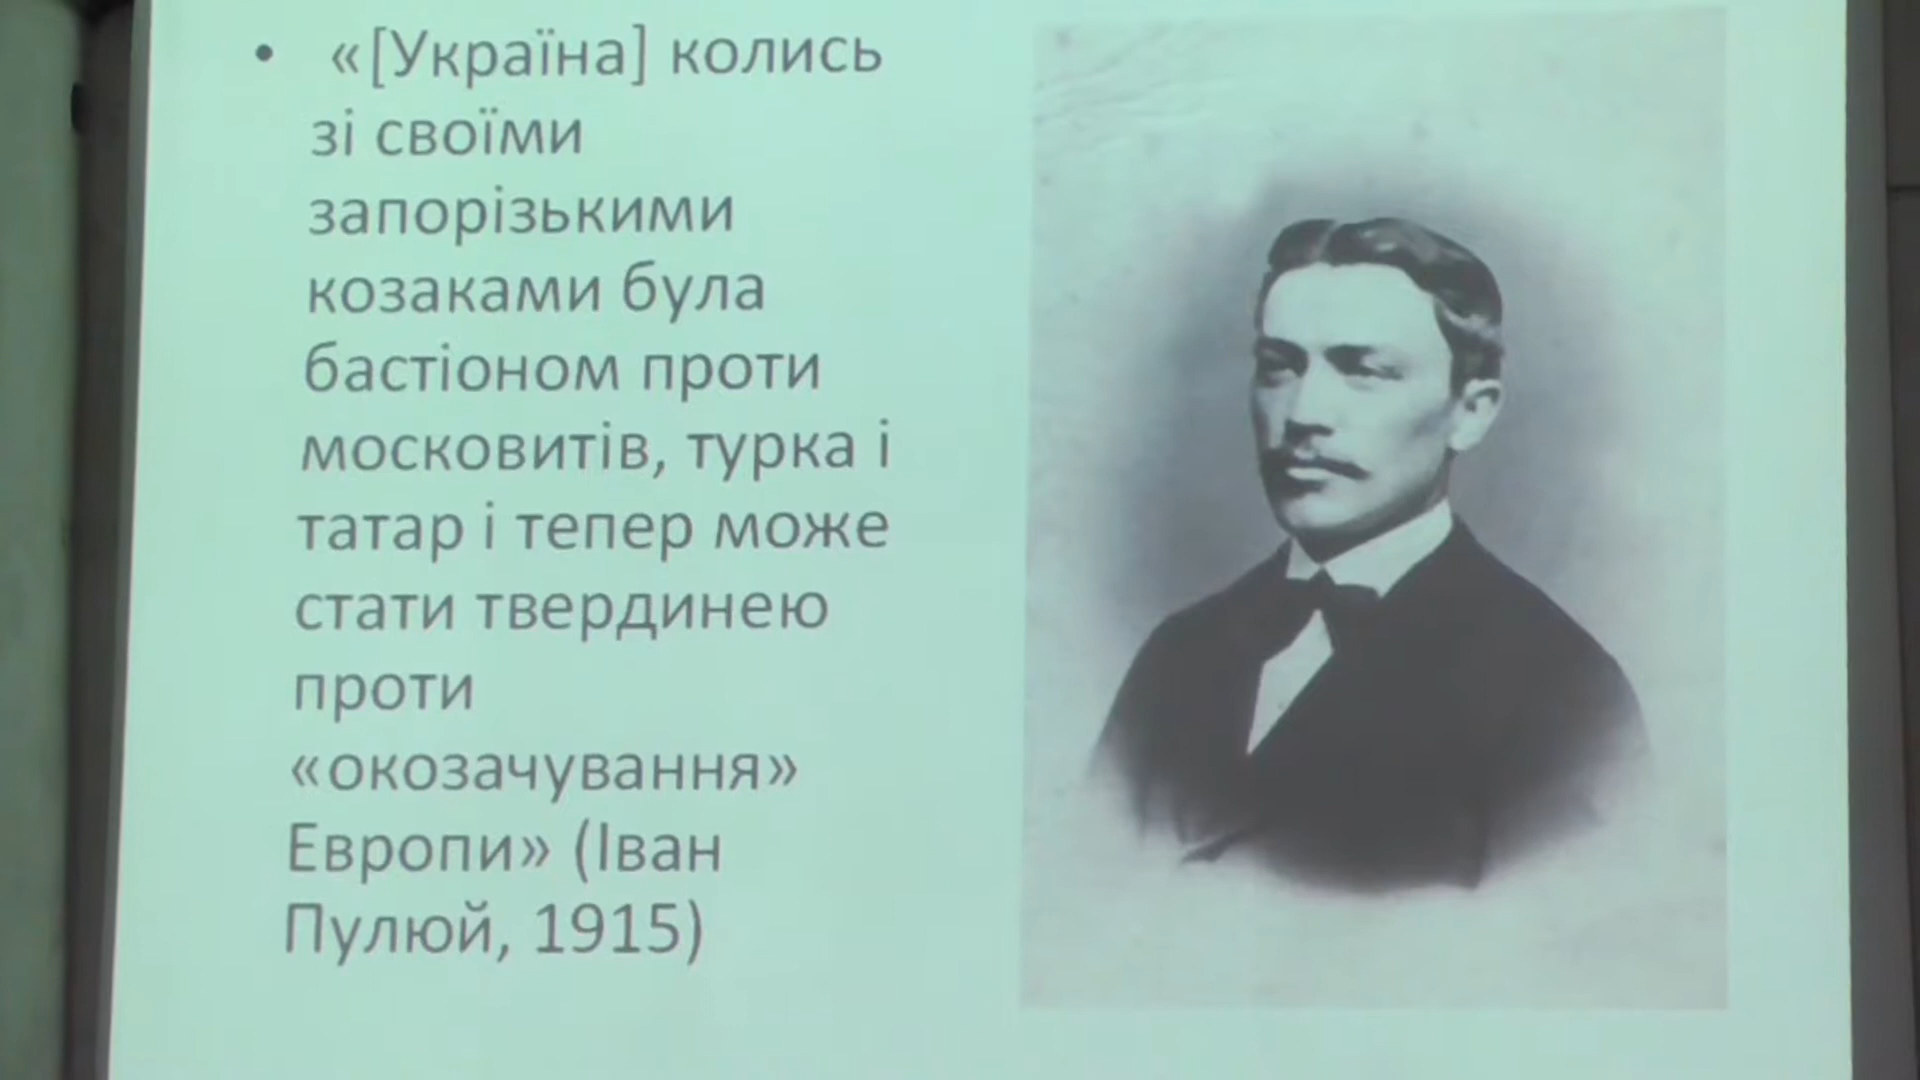 • «[Україна] колись
зі своїми
запорізькими
козаками була
бастіоном проти
московитів, турка і
татар і тепер може
стати твердинею
проти
«окозачування»
Европи» (Іван
Пулюй, 1915)